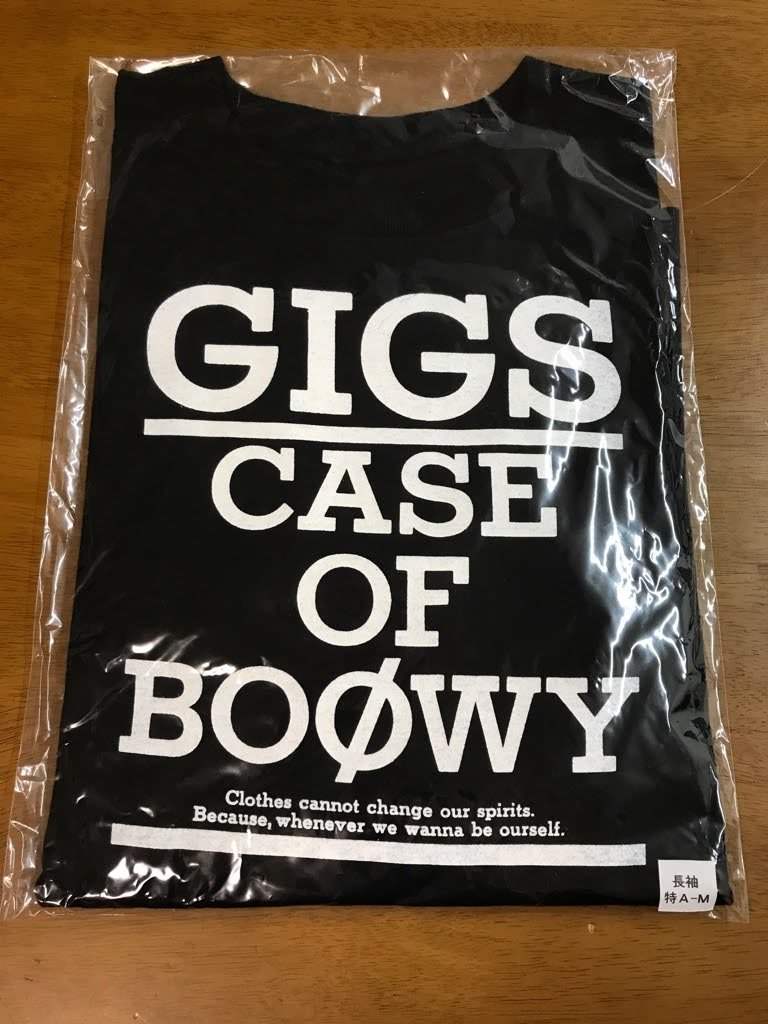 GIGS
CASE
OF
BOØWY
Clothes cannot change our spirits.
Because, whenever we wanna be ourself.
長袖
特A-M